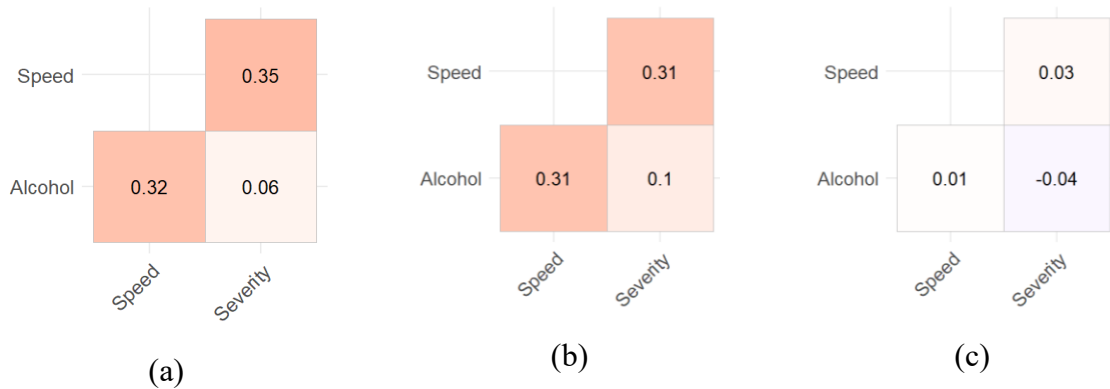 Speed 0.35
Alcohol 0.32 0.06
Speed Severity
(a)
Speed 0.31
Alcohol 0.31 0.1
Speed Severity
(b)
Speed 0.03
Alcohol 0.01 -0.04
Speed Severity
(c)